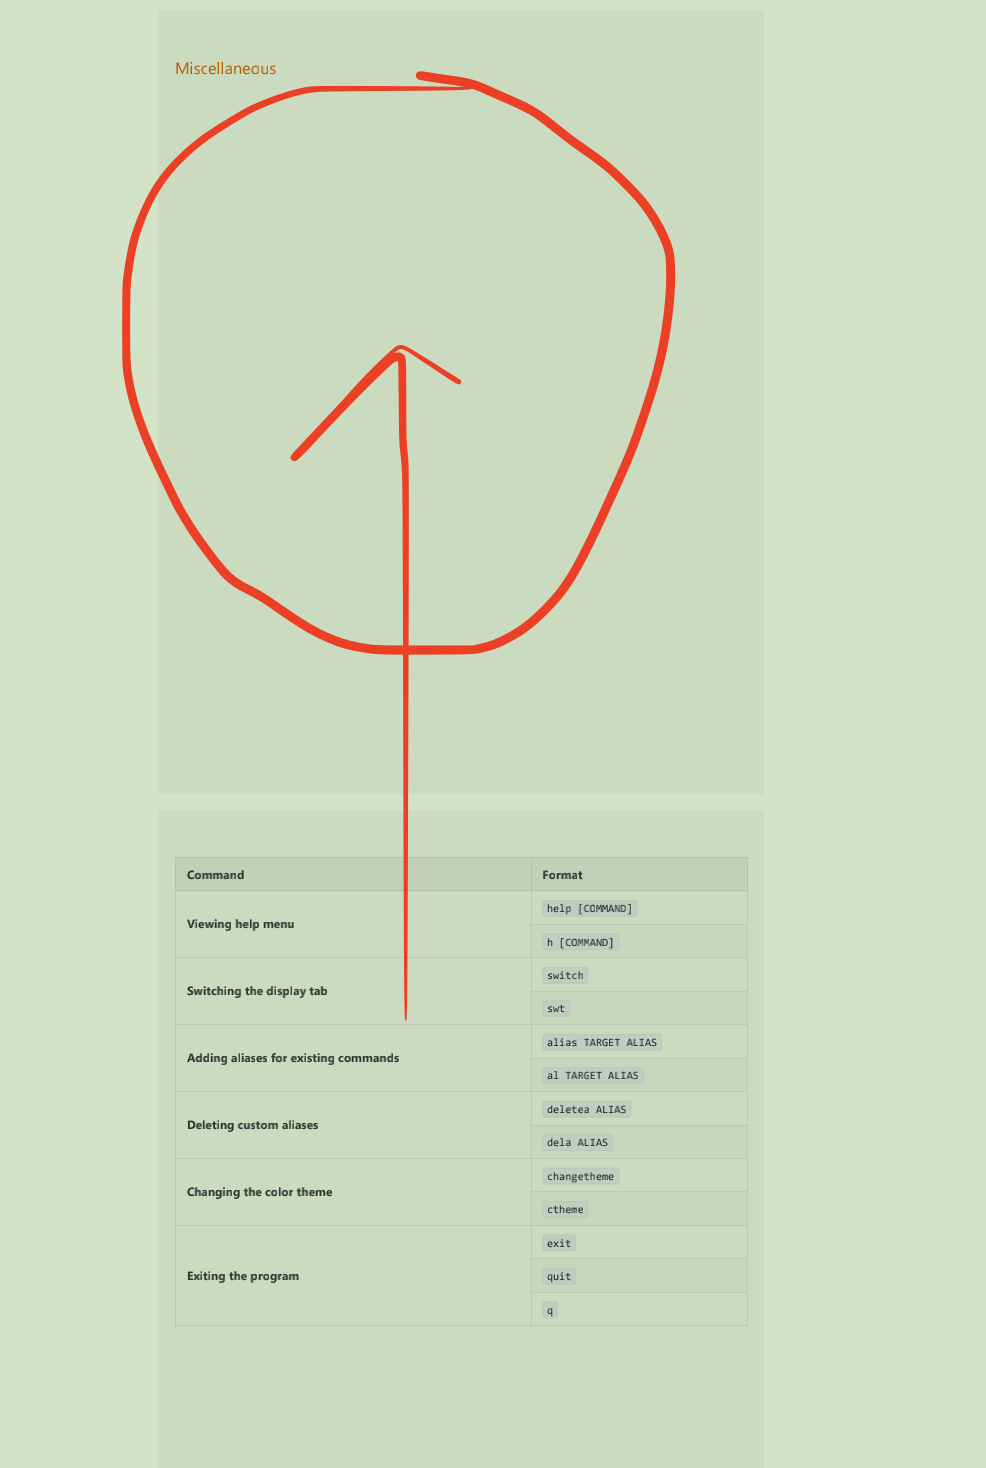 Miscellaneous
Command Format
Viewing help menu
help [COMMAND]
h [COMMAND]
Switching the display tab
switch
swt
Adding aliases for existing commands
alias TARGET ALIAS
al TARGET ALIAS
Deleting custom aliases
deletea ALIAS
dela ALIAS
Changing the color theme
changetheme
ctheme
Exiting the program
exit
quit
q